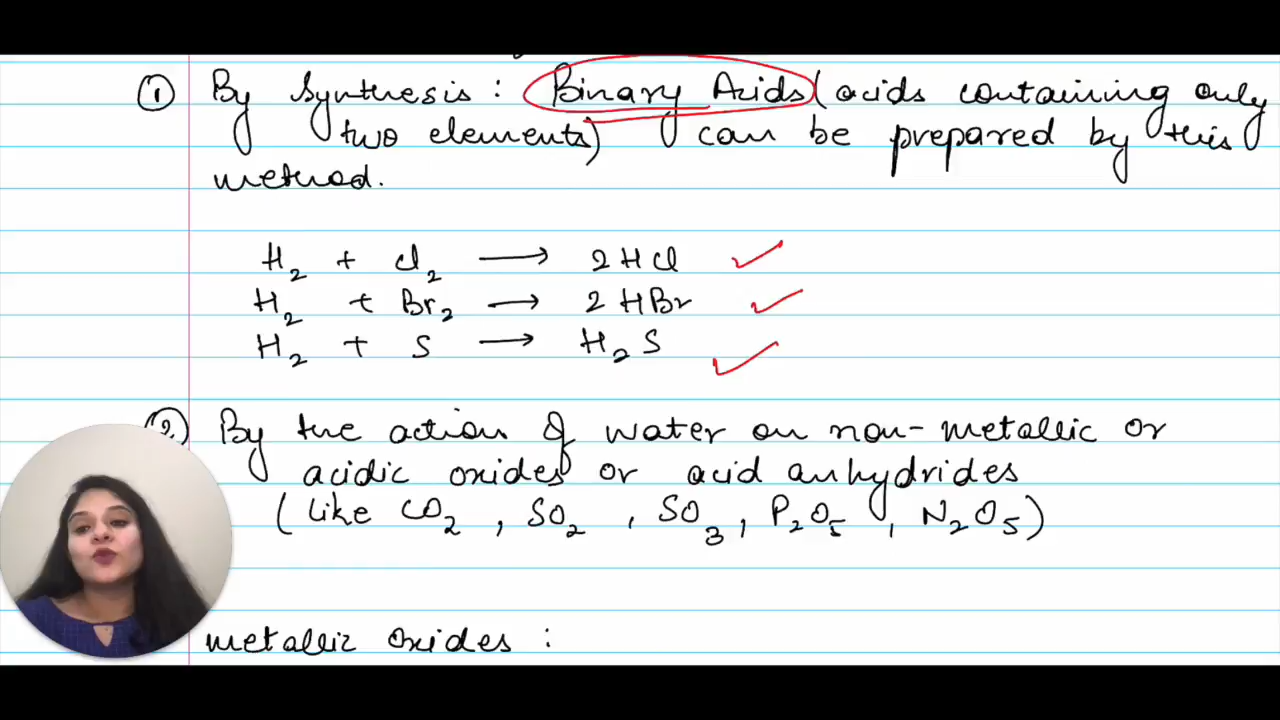 ① By Synthesis : Binary Acids (acids containing only
two elements) can be prepared by this
method.
H₂ + Cl₂ → 2HCl
H₂ + Br₂ → 2HBr
H₂ + S → H₂S
② By the action of water on non-metallic or
acidic oxides or acid anhydrides
(like CO₂, SO₂, SO₃, P₂O₅, N₂O₅)
metallic oxides :